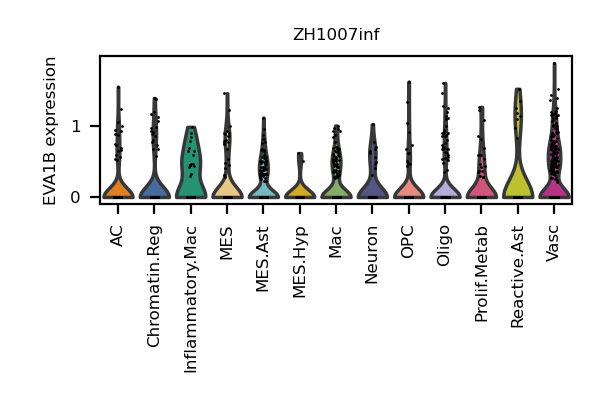 ZH1007inf
EVA1B expression
1
0
AC
Chromatin.Reg
Inflammatory.Mac
MES
MES.Ast
MES.Hyp
Mac
Neuron
OPC
Oligo
Prolif.Metab
Reactive.Ast
Vasc